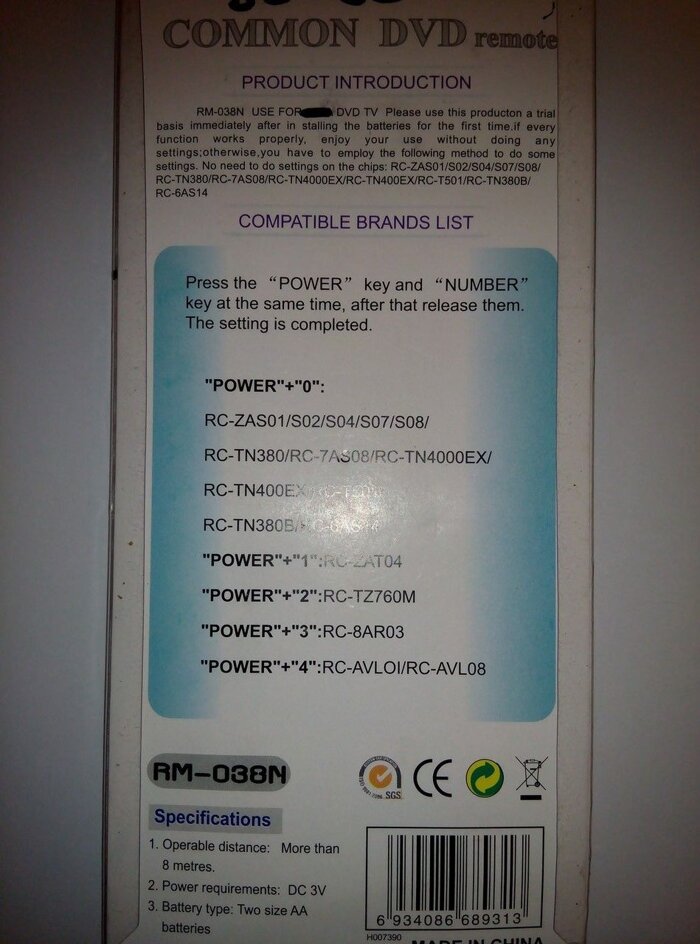 COMMON DVD remote
PRODUCT INTRODUCTION
RM-038N USE FOR DVD TV Please use this producton a trial
basis immediately after in stalling the batteries for the first time.if every
function works properly, enjoy your use without doing any
settings;otherwise,you have to employ the following method to do some
settings. No need to do settings on the chips: RC-ZAS01/S02/S04/S07/S08/
RC-TN380/RC-7AS08/RC-TN4000EX/RC-TN400EX/RC-T501/RC-TN380B/
RC-6AS14
COMPATIBLE BRANDS LIST
Press the “POWER” key and “NUMBER”
key at the same time, after that release them.
The setting is completed.
"POWER"+"0":
RC-ZAS01/S02/S04/S07/S08/
RC-TN380/RC-7AS08/RC-TN4000EX/
RC-TN400EX/
RC-TN380B/
"POWER"+"1":RC-ZAT04
"POWER"+"2":RC-TZ760M
"POWER"+"3":RC-8AR03
"POWER"+"4":RC-AVLOI/RC-AVL08
RM-038N
SGS
CE
Specifications
1. Operable distance: More than
8 metres.
2. Power requirements: DC 3V
3. Battery type: Two size AA
batteries
6 934086 689313
H007390
MADE IN CHINA